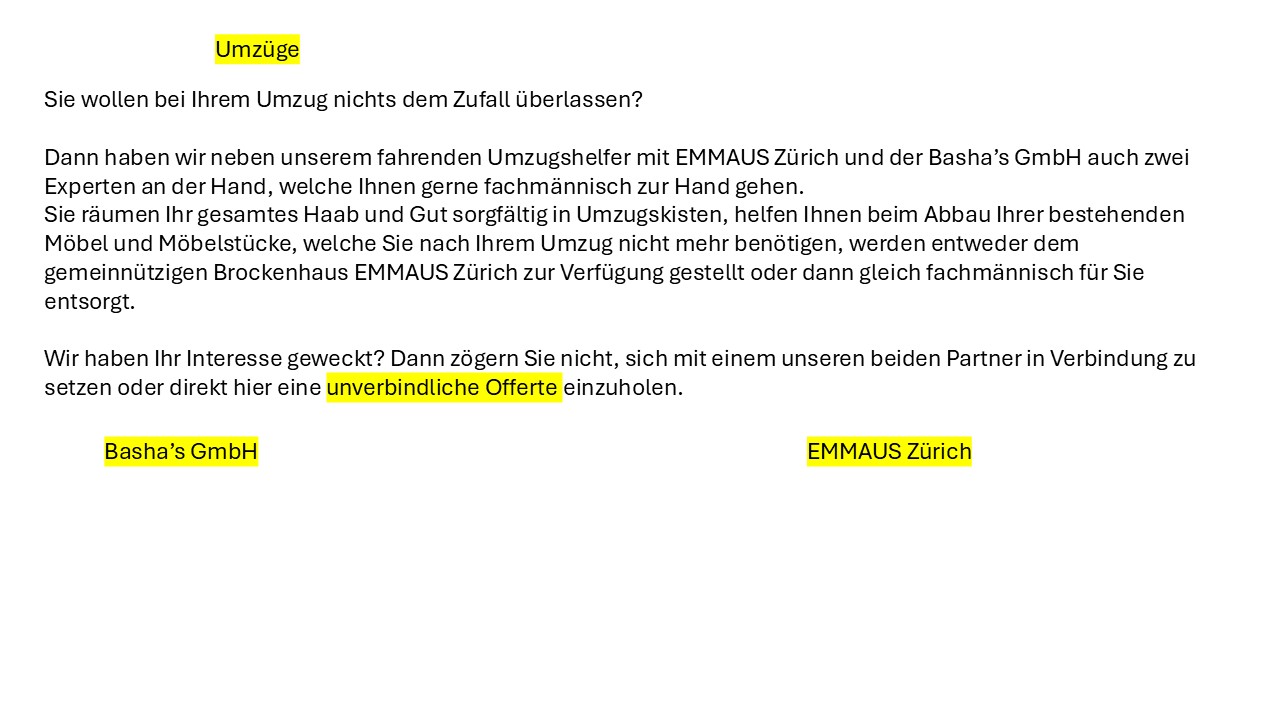 Umzüge
Sie wollen bei Ihrem Umzug nichts dem Zufall überlassen?
Dann haben wir neben unserem fahrenden Umzugshelfer mit EMMAUS Zürich und der Basha’s GmbH auch zwei
Experten an der Hand, welche Ihnen gerne fachmännisch zur Hand gehen.
Sie räumen Ihr gesamtes Haab und Gut sorgfältig in Umzugskisten, helfen Ihnen beim Abbau Ihrer bestehenden
Möbel und Möbelstücke, welche Sie nach Ihrem Umzug nicht mehr benötigen, werden entweder dem
gemeinnützigen Brockenhaus EMMAUS Zürich zur Verfügung gestellt oder dann gleich fachmännisch für Sie
entsorgt.
Wir haben Ihr Interesse geweckt? Dann zögern Sie nicht, sich mit einem unseren beiden Partner in Verbindung zu
setzen oder direkt hier eine unverbindliche Offerte einzuholen.
Basha’s GmbH
EMMAUS Zürich